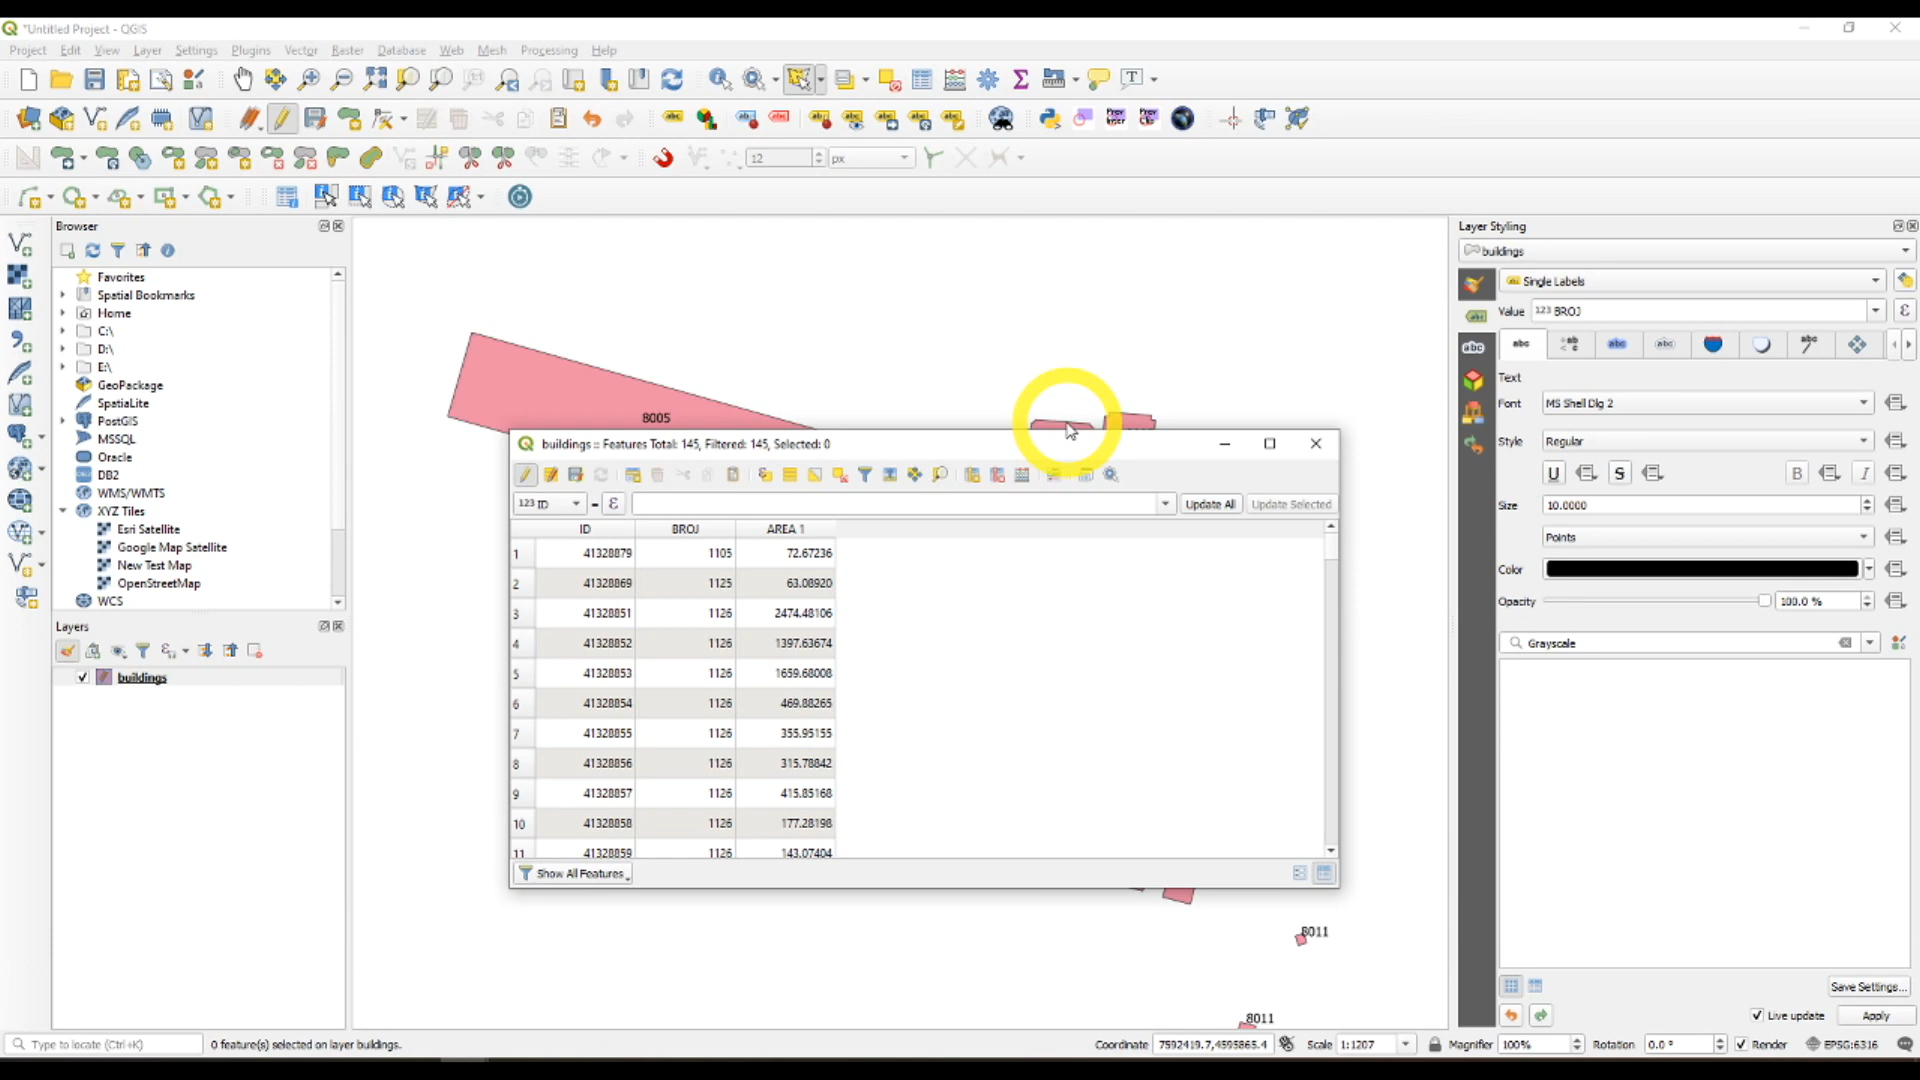 *Untitled Project - QGIS
Project Edit View Layer Settings Plugins Vector Raster Database Web Mesh Processing Help
12 px
Browser
Favorites
Spatial Bookmarks
Home
C:\
D:\
E:\
GeoPackage
SpatiaLite
PostGIS
MSSQL
Oracle
DB2
WMS/WMTS
XYZ Tiles
Esri Satellite
Google Map Satellite
New Test Map
OpenStreetMap
WCS
Layers
buildings
8005
buildings :: Features Total: 145, Filtered: 145, Selected: 0
123 ID = ε Update All Update Selected
ID BROJ AREA 1
1 41328879 1105 72.67236
2 41328869 1125 63.08920
3 41328851 1126 2474.48106
4 41328852 1126 1397.63674
5 41328853 1126 1659.68008
6 41328854 1126 469.88265
7 41328855 1126 355.95155
8 41328856 1126 315.78842
9 41328857 1126 415.85168
10 41328858 1126 177.28198
11 41328859 1126 143.07404
Show All Features
8011
8011
Layer Styling
buildings
Single Labels
Value 123 BROJ ε
Text
Font MS Shell Dlg 2
Style Regular
U S B I
Size 10.0000
Points
Color
Opacity 100.0 %
Grayscale
Save Settings...
Live update Apply
Type to locate (Ctrl+K) 0 feature(s) selected on layer buildings. Coordinate 7592419.7,4595865.4 Scale 1:1207 Magnifier 100% Rotation 0.0 ° Render EPSG:6316